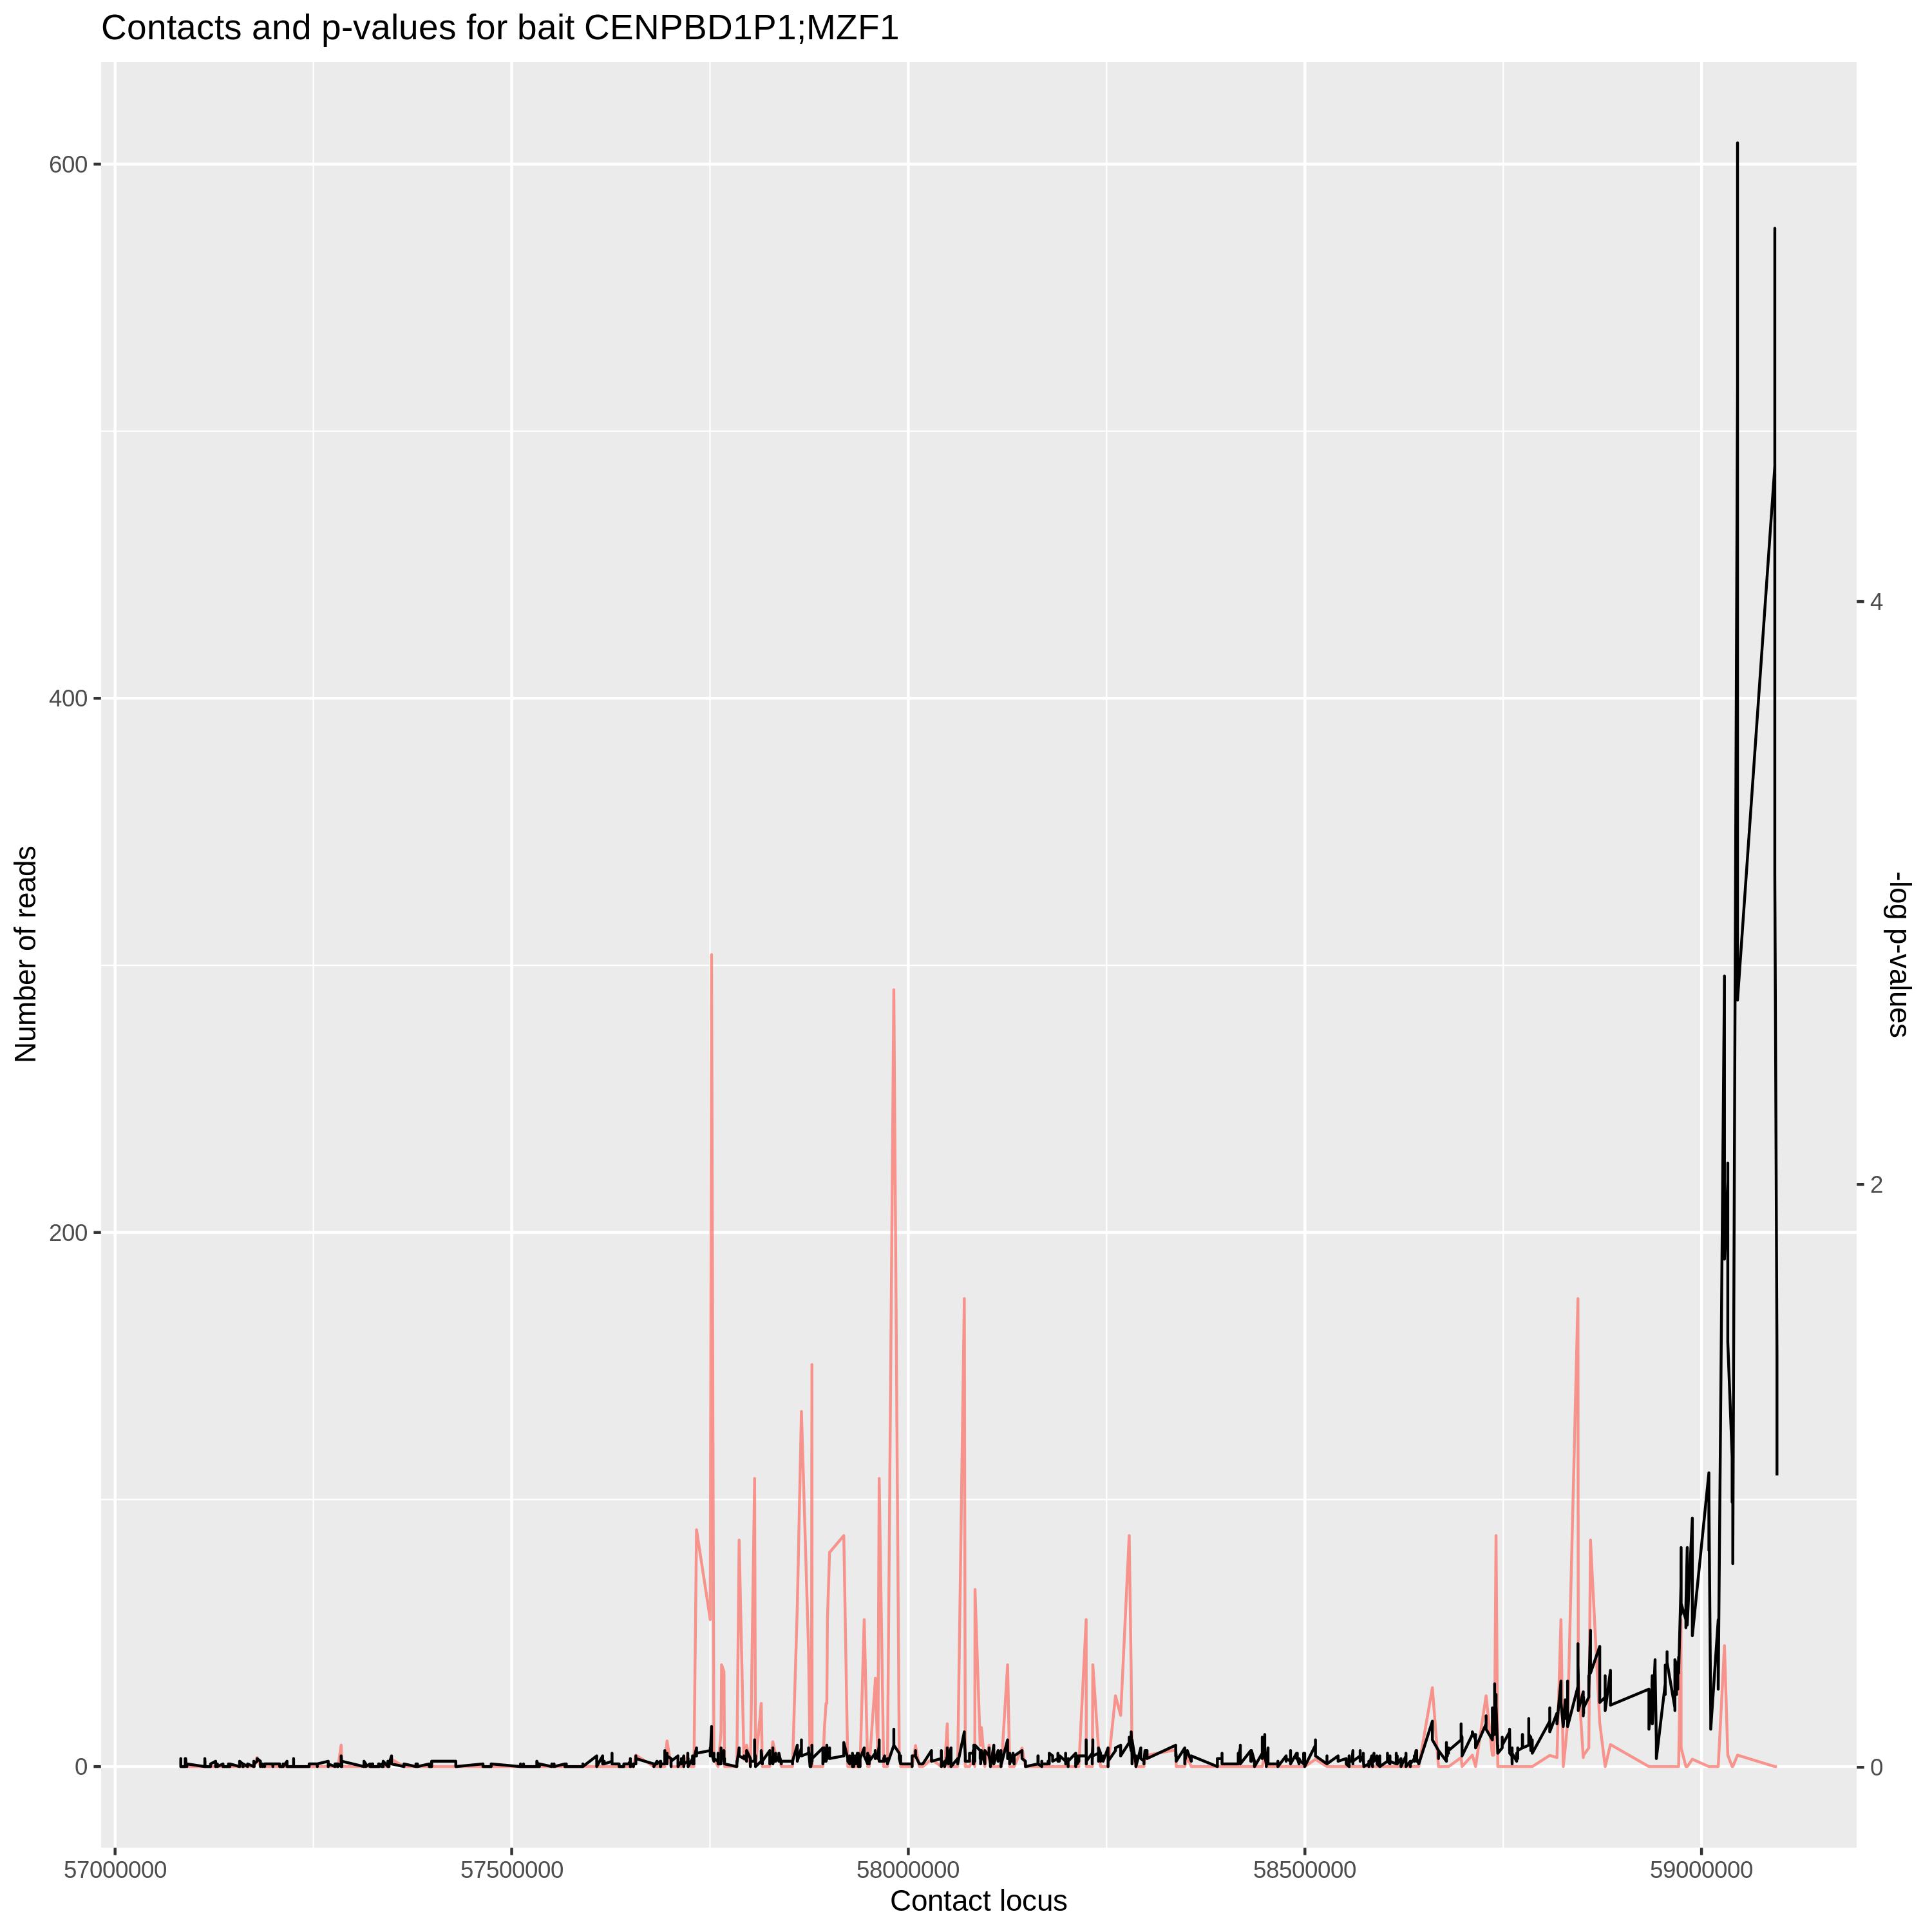 Contacts and p-values for bait CENPBD1P1;MZF1
Number of reads
600
400
200
0
-log p-values
4
2
0
57000000 57500000 58000000 58500000 59000000
Contact locus